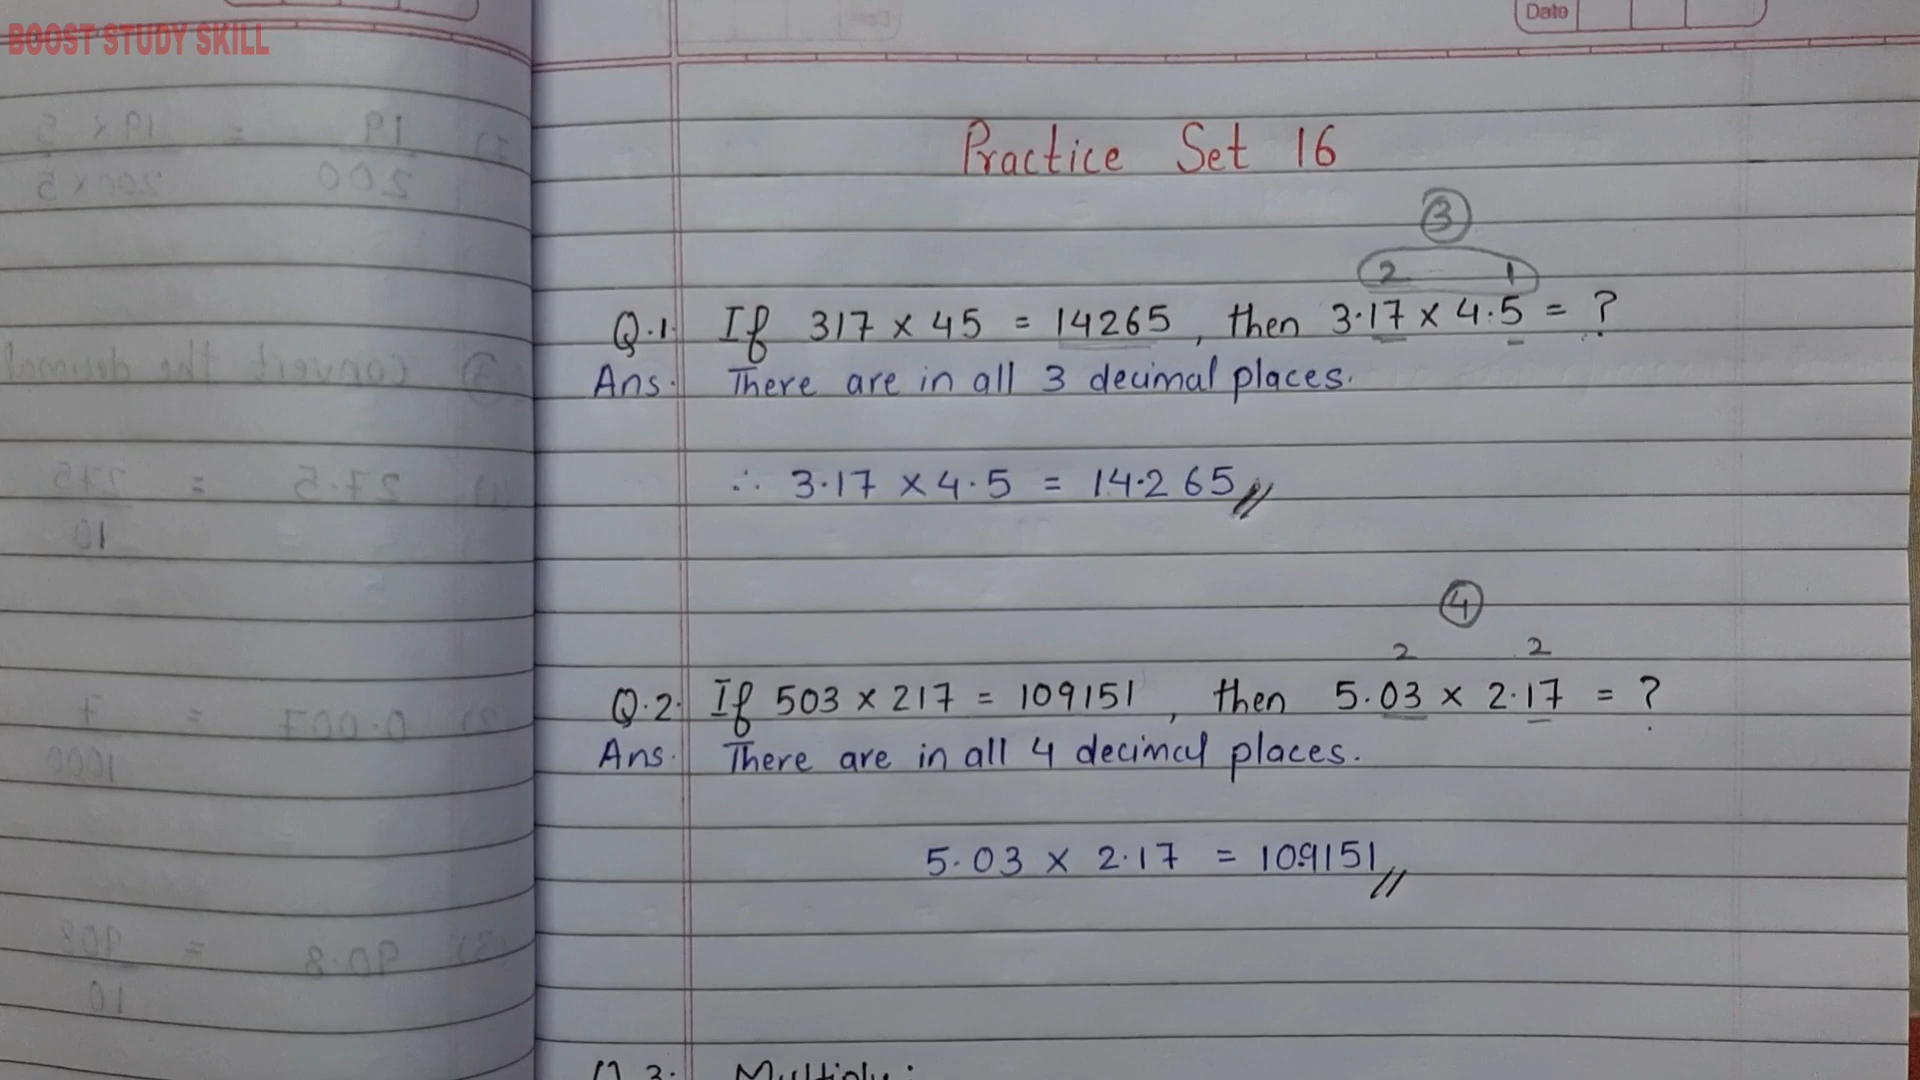 BOOST STUDY SKILL
Date
Practice Set 16
3
2 1
Q.1. If 317 × 45 = 14265, then 3.17 × 4.5 = ?
Ans. There are in all 3 decimal places.
∴ 3.17 × 4.5 = 14.265
4
2 2
Q.2. If 503 × 217 = 109151, then 5.03 × 2.17 = ?
Ans. There are in all 4 decimal places.
5.03 × 2.17 = 10.9151
Q.3. Multiply: